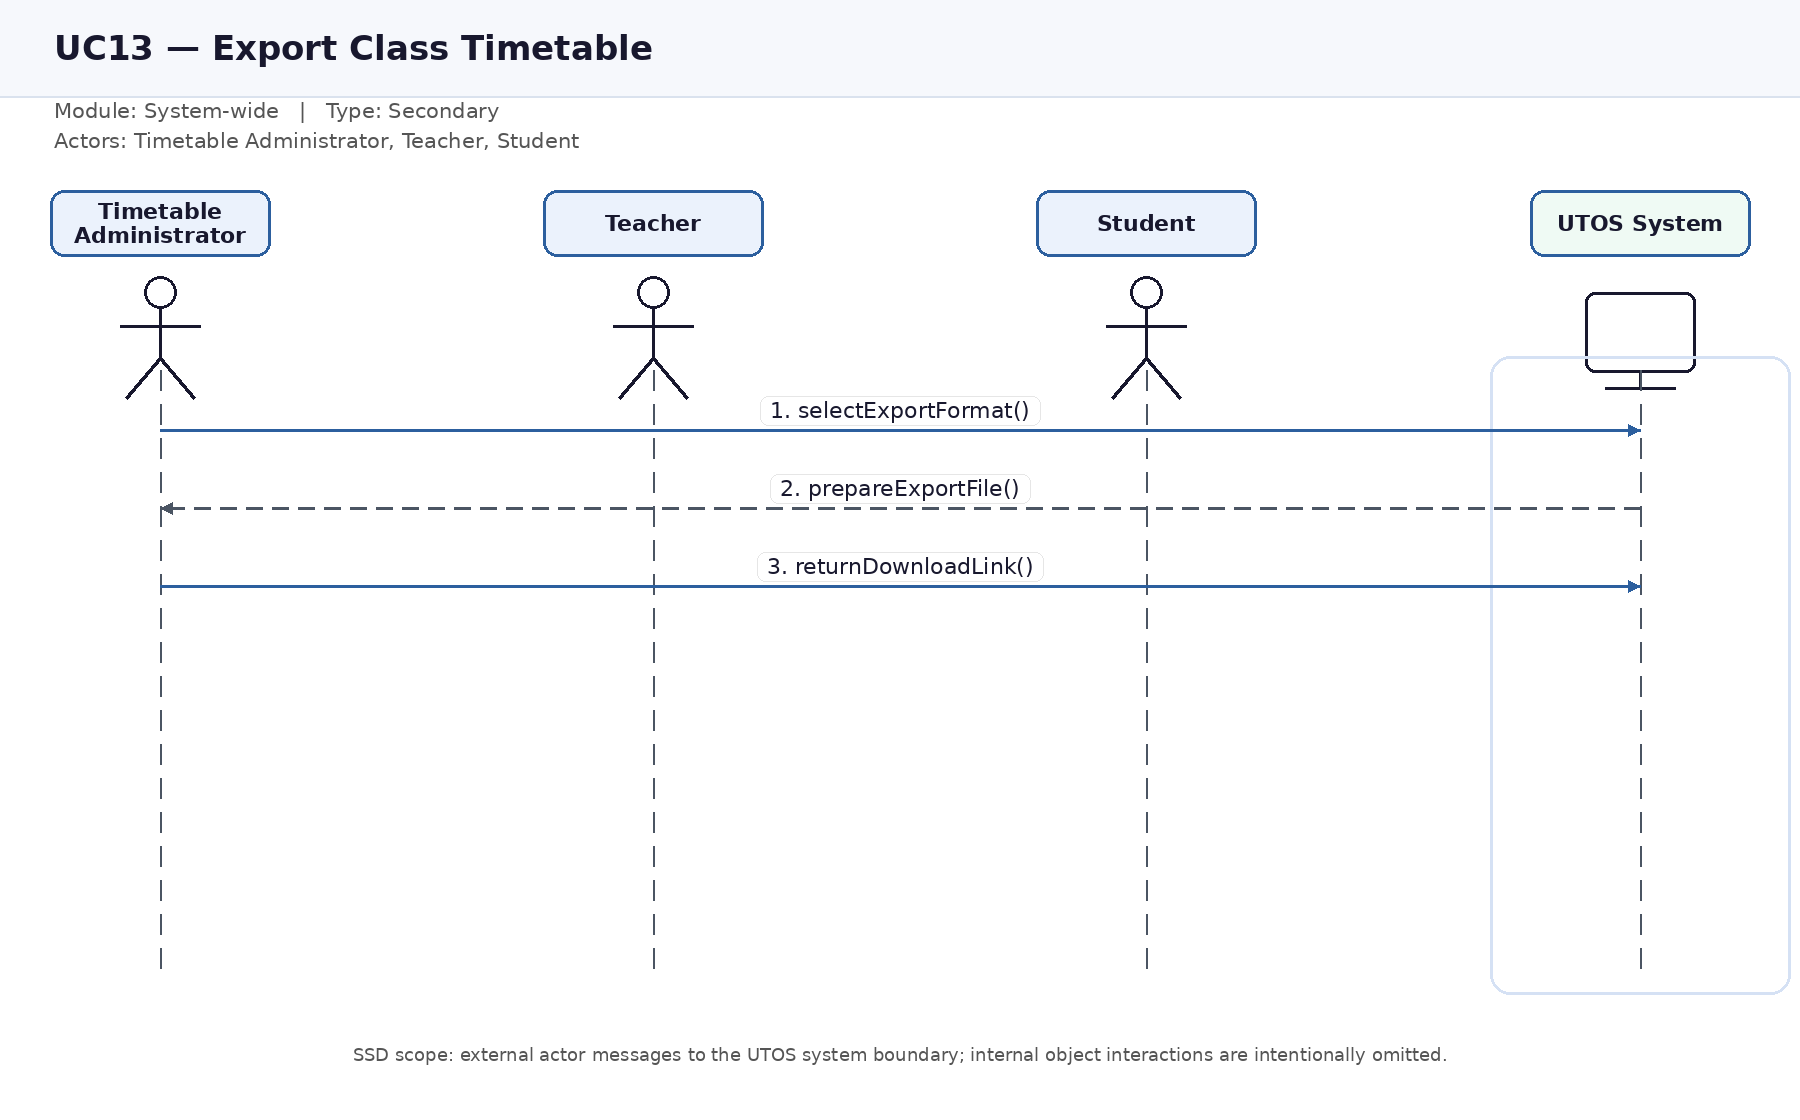 UC13 — Export Class Timetable
Module: System-wide | Type: Secondary
Actors: Timetable Administrator, Teacher, Student
Timetable
Administrator
Teacher
Student
UTOS System
1. selectExportFormat()
2. prepareExportFile()
3. returnDownloadLink()
SSD scope: external actor messages to the UTOS system boundary; internal object interactions are intentionally omitted.